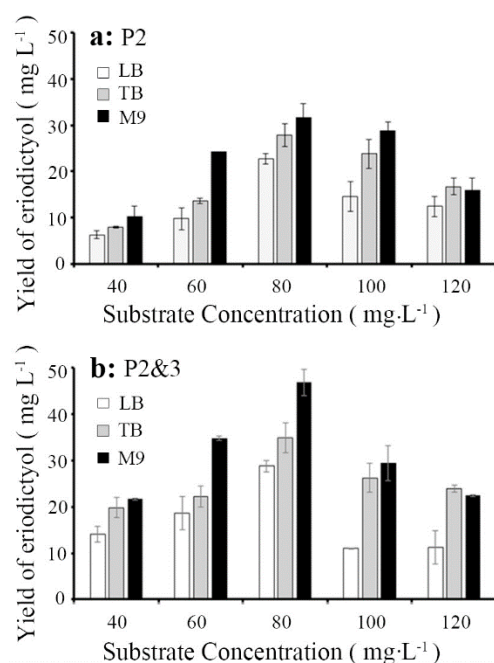 a: P2
LB
TB
M9
Yield of eriodictyol ( mg L⁻¹ )
50
40
30
20
10
0
40 60 80 100 120
Substrate Concentration ( mg·L⁻¹ )
b: P2&3
LB
TB
M9
Yield of eriodictyol ( mg L⁻¹ )
50
40
30
20
10
0
40 60 80 100 120
Substrate Concentration ( mg·L⁻¹ )